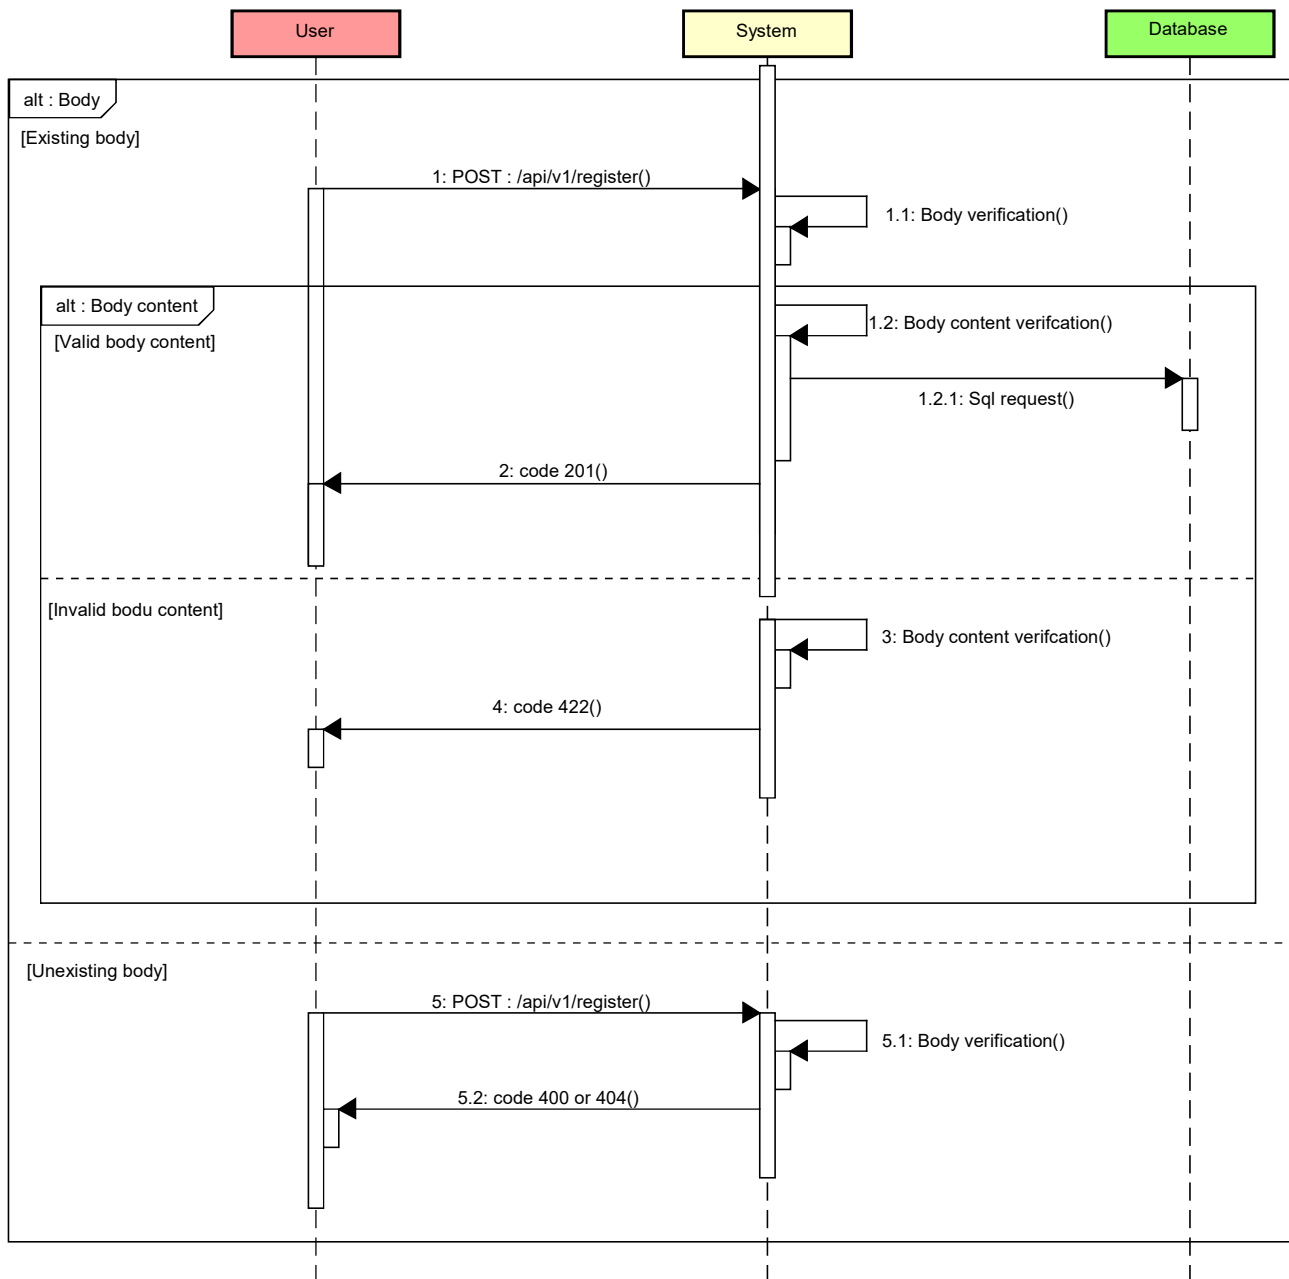 User
System
Database
alt : Body
[Existing body]
1: POST : /api/v1/register()
1.1: Body verification()
alt : Body content
[Valid body content]
1.2: Body content verifcation()
1.2.1: Sql request()
2: code 201()
[Invalid bodu content]
3: Body content verifcation()
4: code 422()
[Unexisting body]
5: POST : /api/v1/register()
5.1: Body verification()
5.2: code 400 or 404()